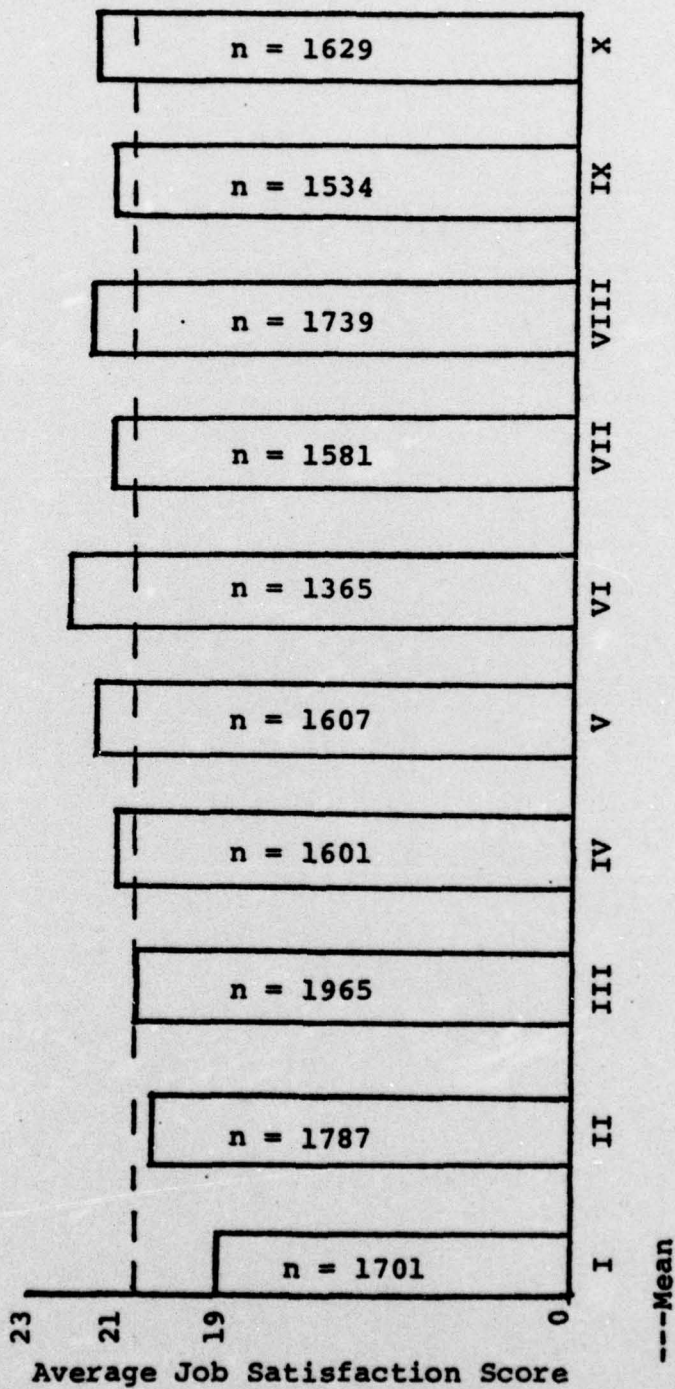 n = 1629
X
n = 1534
IX
n = 1739
VIII
n = 1581
VII
n = 1365
VI
n = 1607
V
n = 1601
IV
n = 1965
III
n = 1787
II
n = 1701
I
23
21
19
0
Average Job Satisfaction Score
---Mean